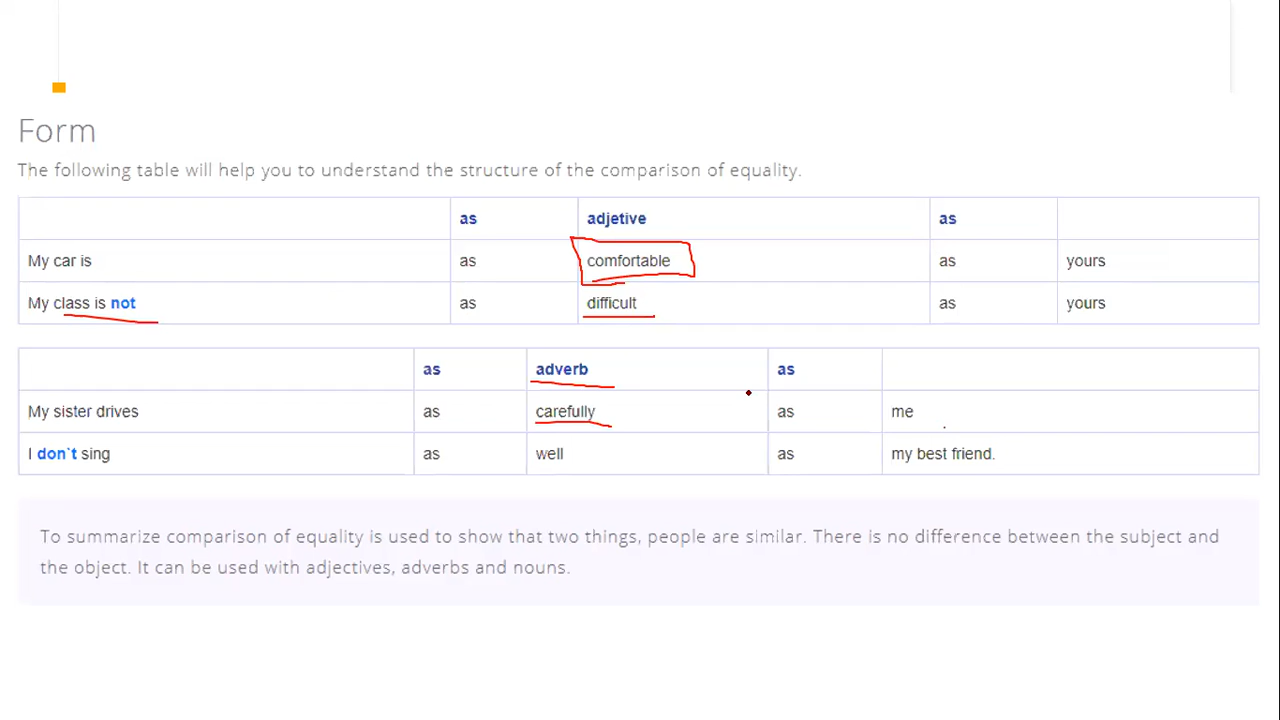 Form
The following table will help you to understand the structure of the comparison of equality.
as adjetive as
My car is as comfortable as yours
My class is not as difficult as yours
as adverb as
My sister drives as carefully as me
I don`t sing as well as my best friend.
To summarize comparison of equality is used to show that two things, people are similar. There is no difference between the subject and
the object. It can be used with adjectives, adverbs and nouns.